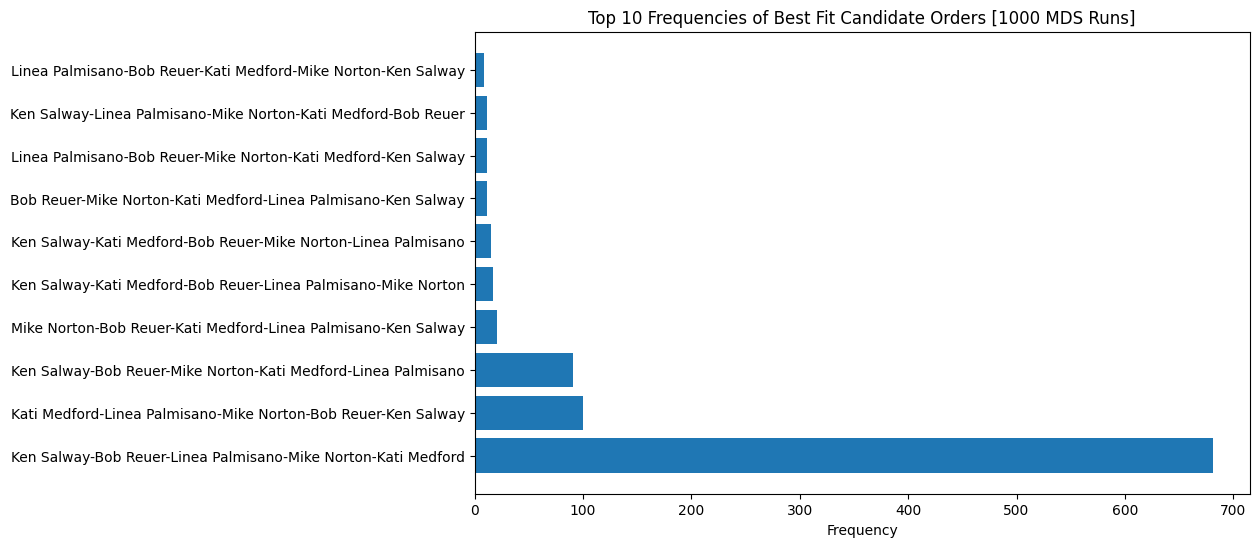 Top 10 Frequencies of Best Fit Candidate Orders [1000 MDS Runs]
Linea Palmisano-Bob Reuer-Kati Medford-Mike Norton-Ken Salway
Ken Salway-Linea Palmisano-Mike Norton-Kati Medford-Bob Reuer
Linea Palmisano-Bob Reuer-Mike Norton-Kati Medford-Ken Salway
Bob Reuer-Mike Norton-Kati Medford-Linea Palmisano-Ken Salway
Ken Salway-Kati Medford-Bob Reuer-Mike Norton-Linea Palmisano
Ken Salway-Kati Medford-Bob Reuer-Linea Palmisano-Mike Norton
Mike Norton-Bob Reuer-Kati Medford-Linea Palmisano-Ken Salway
Ken Salway-Bob Reuer-Mike Norton-Kati Medford-Linea Palmisano
Kati Medford-Linea Palmisano-Mike Norton-Bob Reuer-Ken Salway
Ken Salway-Bob Reuer-Linea Palmisano-Mike Norton-Kati Medford
0 100 200 300 400 500 600 700
Frequency